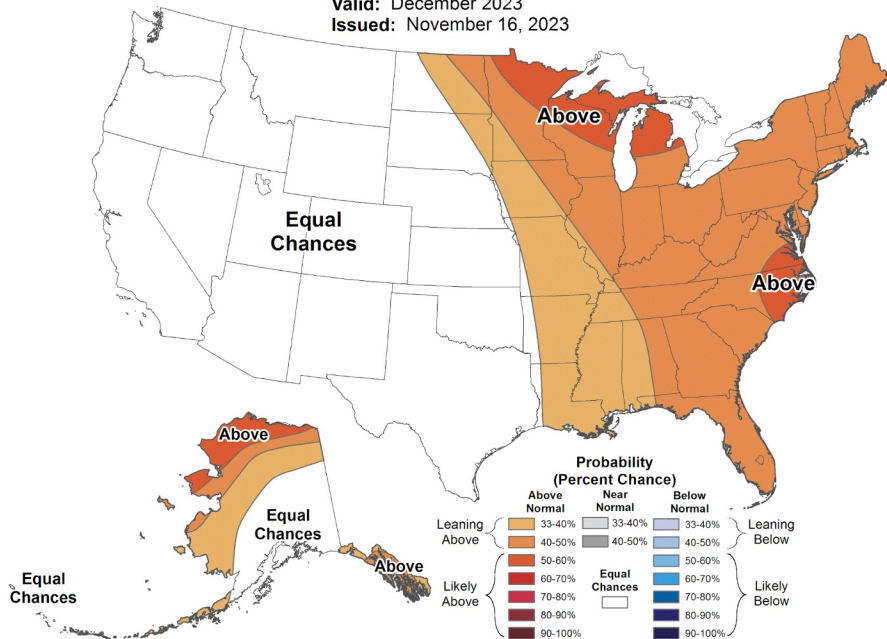 Valid: December 2023
Issued: November 16, 2023
Above
Equal
Chances
Above
Above
Equal
Chances
Above
Equal
Chances
Probability
(Percent Chance)
Above
Normal
Near
Normal
Below
Normal
Leaning
Above
33-40%
40-50%
33-40%
40-50%
33-40%
40-50%
Leaning
Below
Likely
Above
50-60%
60-70%
70-80%
80-90%
90-100%
Equal
Chances
50-60%
60-70%
70-80%
80-90%
90-100%
Likely
Below